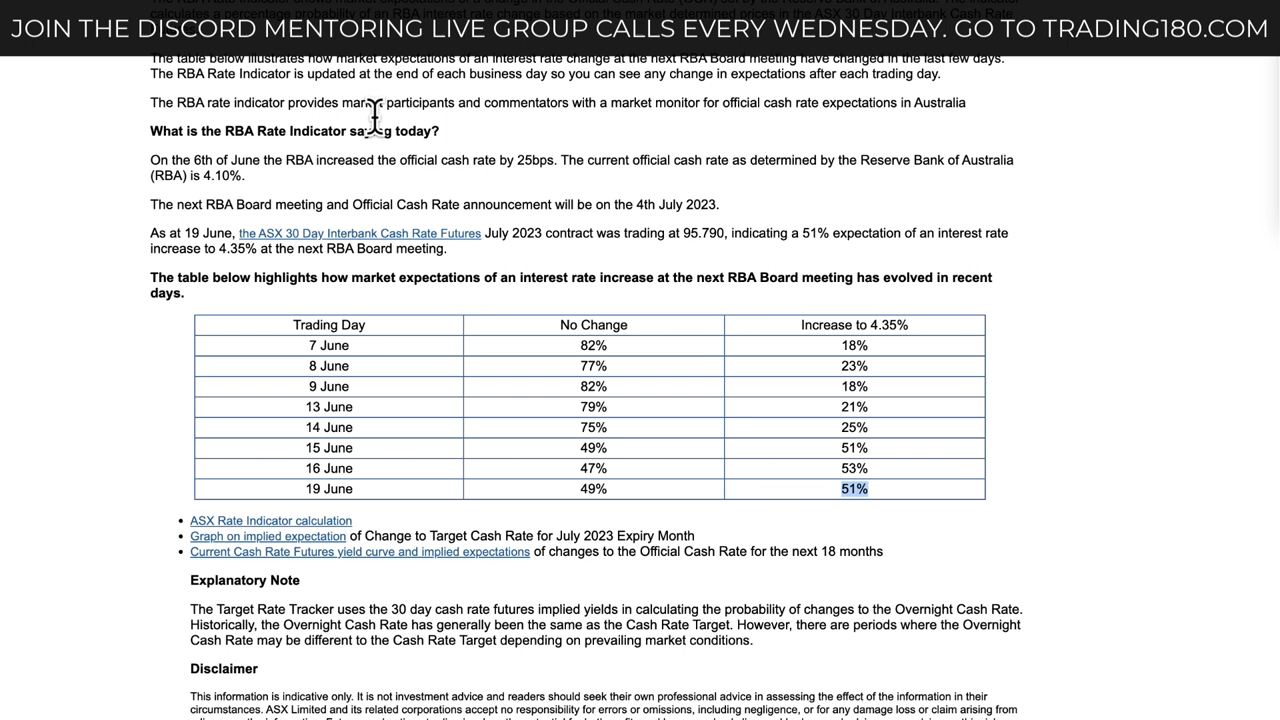 JOIN THE DISCORD MENTORING LIVE GROUP CALLS EVERY WEDNESDAY. GO TO TRADING180.COM
The table below illustrates how market expectations of an interest rate change at the next RBA Board meeting have changed in the last few days.
The RBA Rate Indicator is updated at the end of each business day so you can see any change in expectations after each trading day.
The RBA rate indicator provides participants and commentators with a market monitor for official cash rate expectations in Australia
What is the RBA Rate Indicator saying today?
On the 6th of June the RBA increased the official cash rate by 25bps. The current official cash rate as determined by the Reserve Bank of Australia
(RBA) is 4.10%.
The next RBA Board meeting and Official Cash Rate announcement will be on the 4th July 2023.
As at 19 June, the ASX 30 Day Interbank Cash Rate Futures July 2023 contract was trading at 95.790, indicating a 51% expectation of an interest rate
increase to 4.35% at the next RBA Board meeting.
The table below highlights how market expectations of an interest rate increase at the next RBA Board meeting has evolved in recent
days.
Trading Day No Change Increase to 4.35%
7 June 82% 18%
8 June 77% 23%
9 June 82% 18%
13 June 79% 21%
14 June 75% 25%
15 June 49% 51%
16 June 47% 53%
19 June 49% 51%
• ASX Rate Indicator calculation
• Graph on implied expectation of Change to Target Cash Rate for July 2023 Expiry Month
• Current Cash Rate Futures yield curve and implied expectations of changes to the Official Cash Rate for the next 18 months
Explanatory Note
The Target Rate Tracker uses the 30 day cash rate futures implied yields in calculating the probability of changes to the Overnight Cash Rate.
Historically, the Overnight Cash Rate has generally been the same as the Cash Rate Target. However, there are periods where the Overnight
Cash Rate may be different to the Cash Rate Target depending on prevailing market conditions.
Disclaimer
This information is indicative only. It is not investment advice and readers should seek their own professional advice in assessing the effect of the information in their
circumstances. ASX Limited and its related corporations accept no responsibility for errors or omissions, including negligence, or for any damage loss or claim arising from